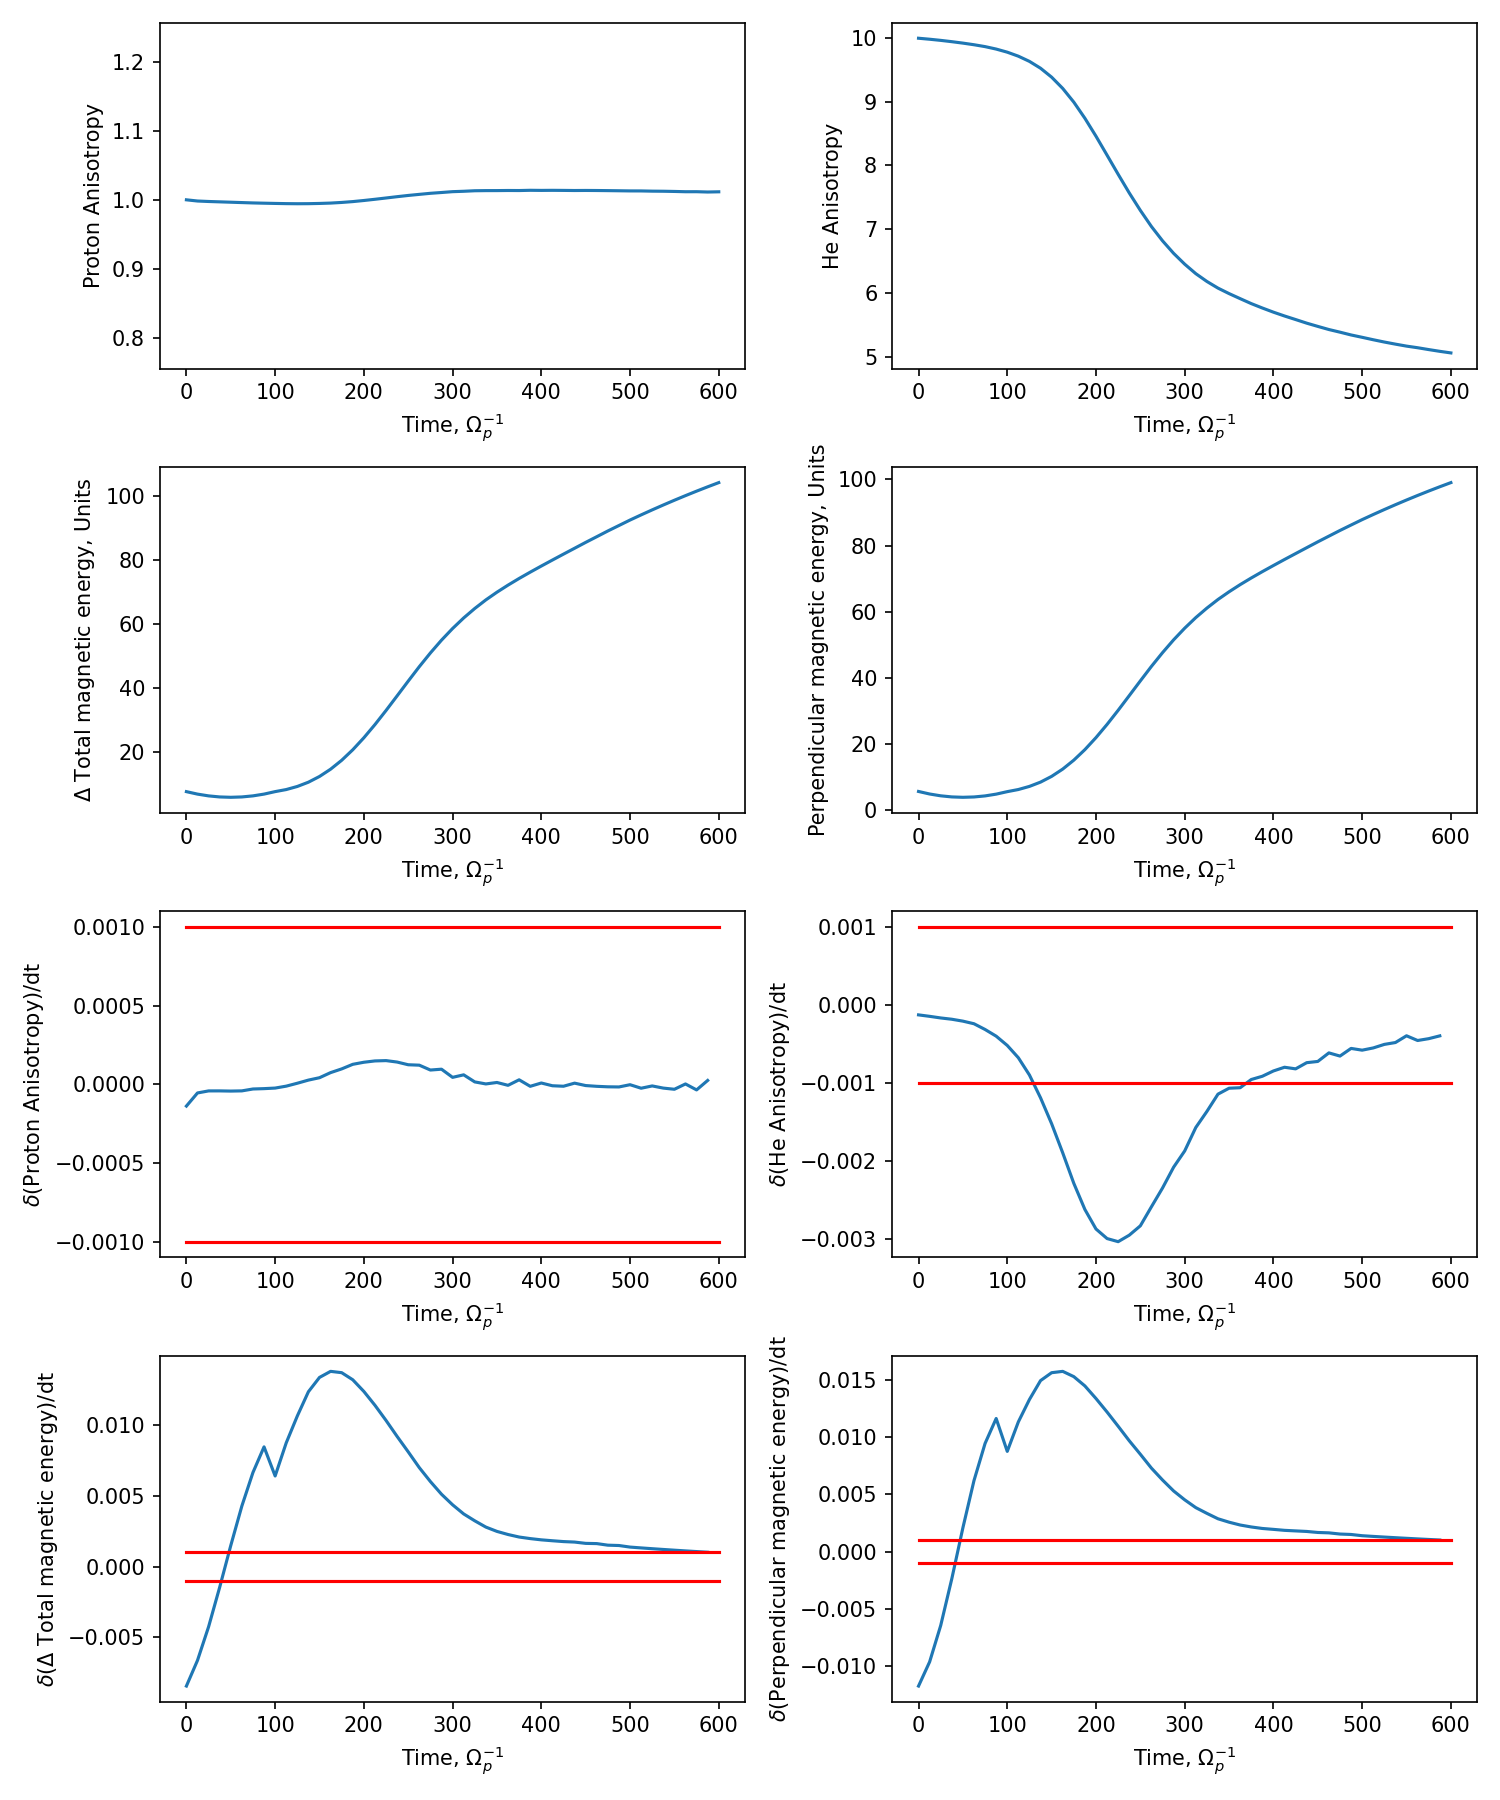 Proton Anisotropy
1.2
1.1
1.0
0.9
0.8
0 100 200 300 400 500 600
Time, Ω_p^{-1}
He Anisotropy
10
9
8
7
6
5
0 100 200 300 400 500 600
Time, Ω_p^{-1}
Δ Total magnetic energy, Units
100
80
60
40
20
0 100 200 300 400 500 600
Time, Ω_p^{-1}
Perpendicular magnetic energy, Units
100
80
60
40
20
0
0 100 200 300 400 500 600
Time, Ω_p^{-1}
δ(Proton Anisotropy)/dt
0.0010
0.0005
0.0000
−0.0005
−0.0010
0 100 200 300 400 500 600
Time, Ω_p^{-1}
δ(He Anisotropy)/dt
0.001
0.000
−0.001
−0.002
−0.003
0 100 200 300 400 500 600
Time, Ω_p^{-1}
δ(Δ Total magnetic energy)/dt
0.010
0.005
0.000
−0.005
0 100 200 300 400 500 600
Time, Ω_p^{-1}
δ(Perpendicular magnetic energy)/dt
0.015
0.010
0.005
0.000
−0.005
−0.010
0 100 200 300 400 500 600
Time, Ω_p^{-1}